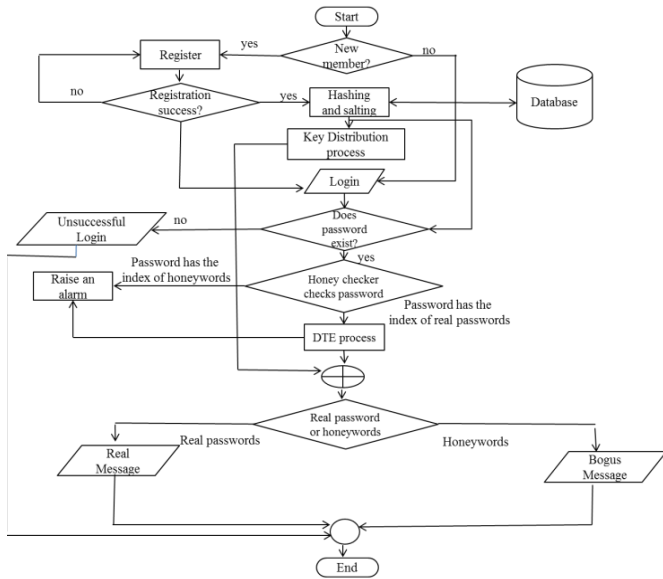 Start
yes
New
member?
no
Register
Registration
success?
no
yes
Hashing
and salting
Database
Key Distribution
process
Login
Unsuccessful
Login
no
Does
password
exist?
yes
Password has the
index of honeywords
Raise an
alarm
Honey checker
checks password
Password has the
index of real passwords
DTE process
Real password
or honeywords
Real passwords
Honeywords
Real
Message
Bogus
Message
End